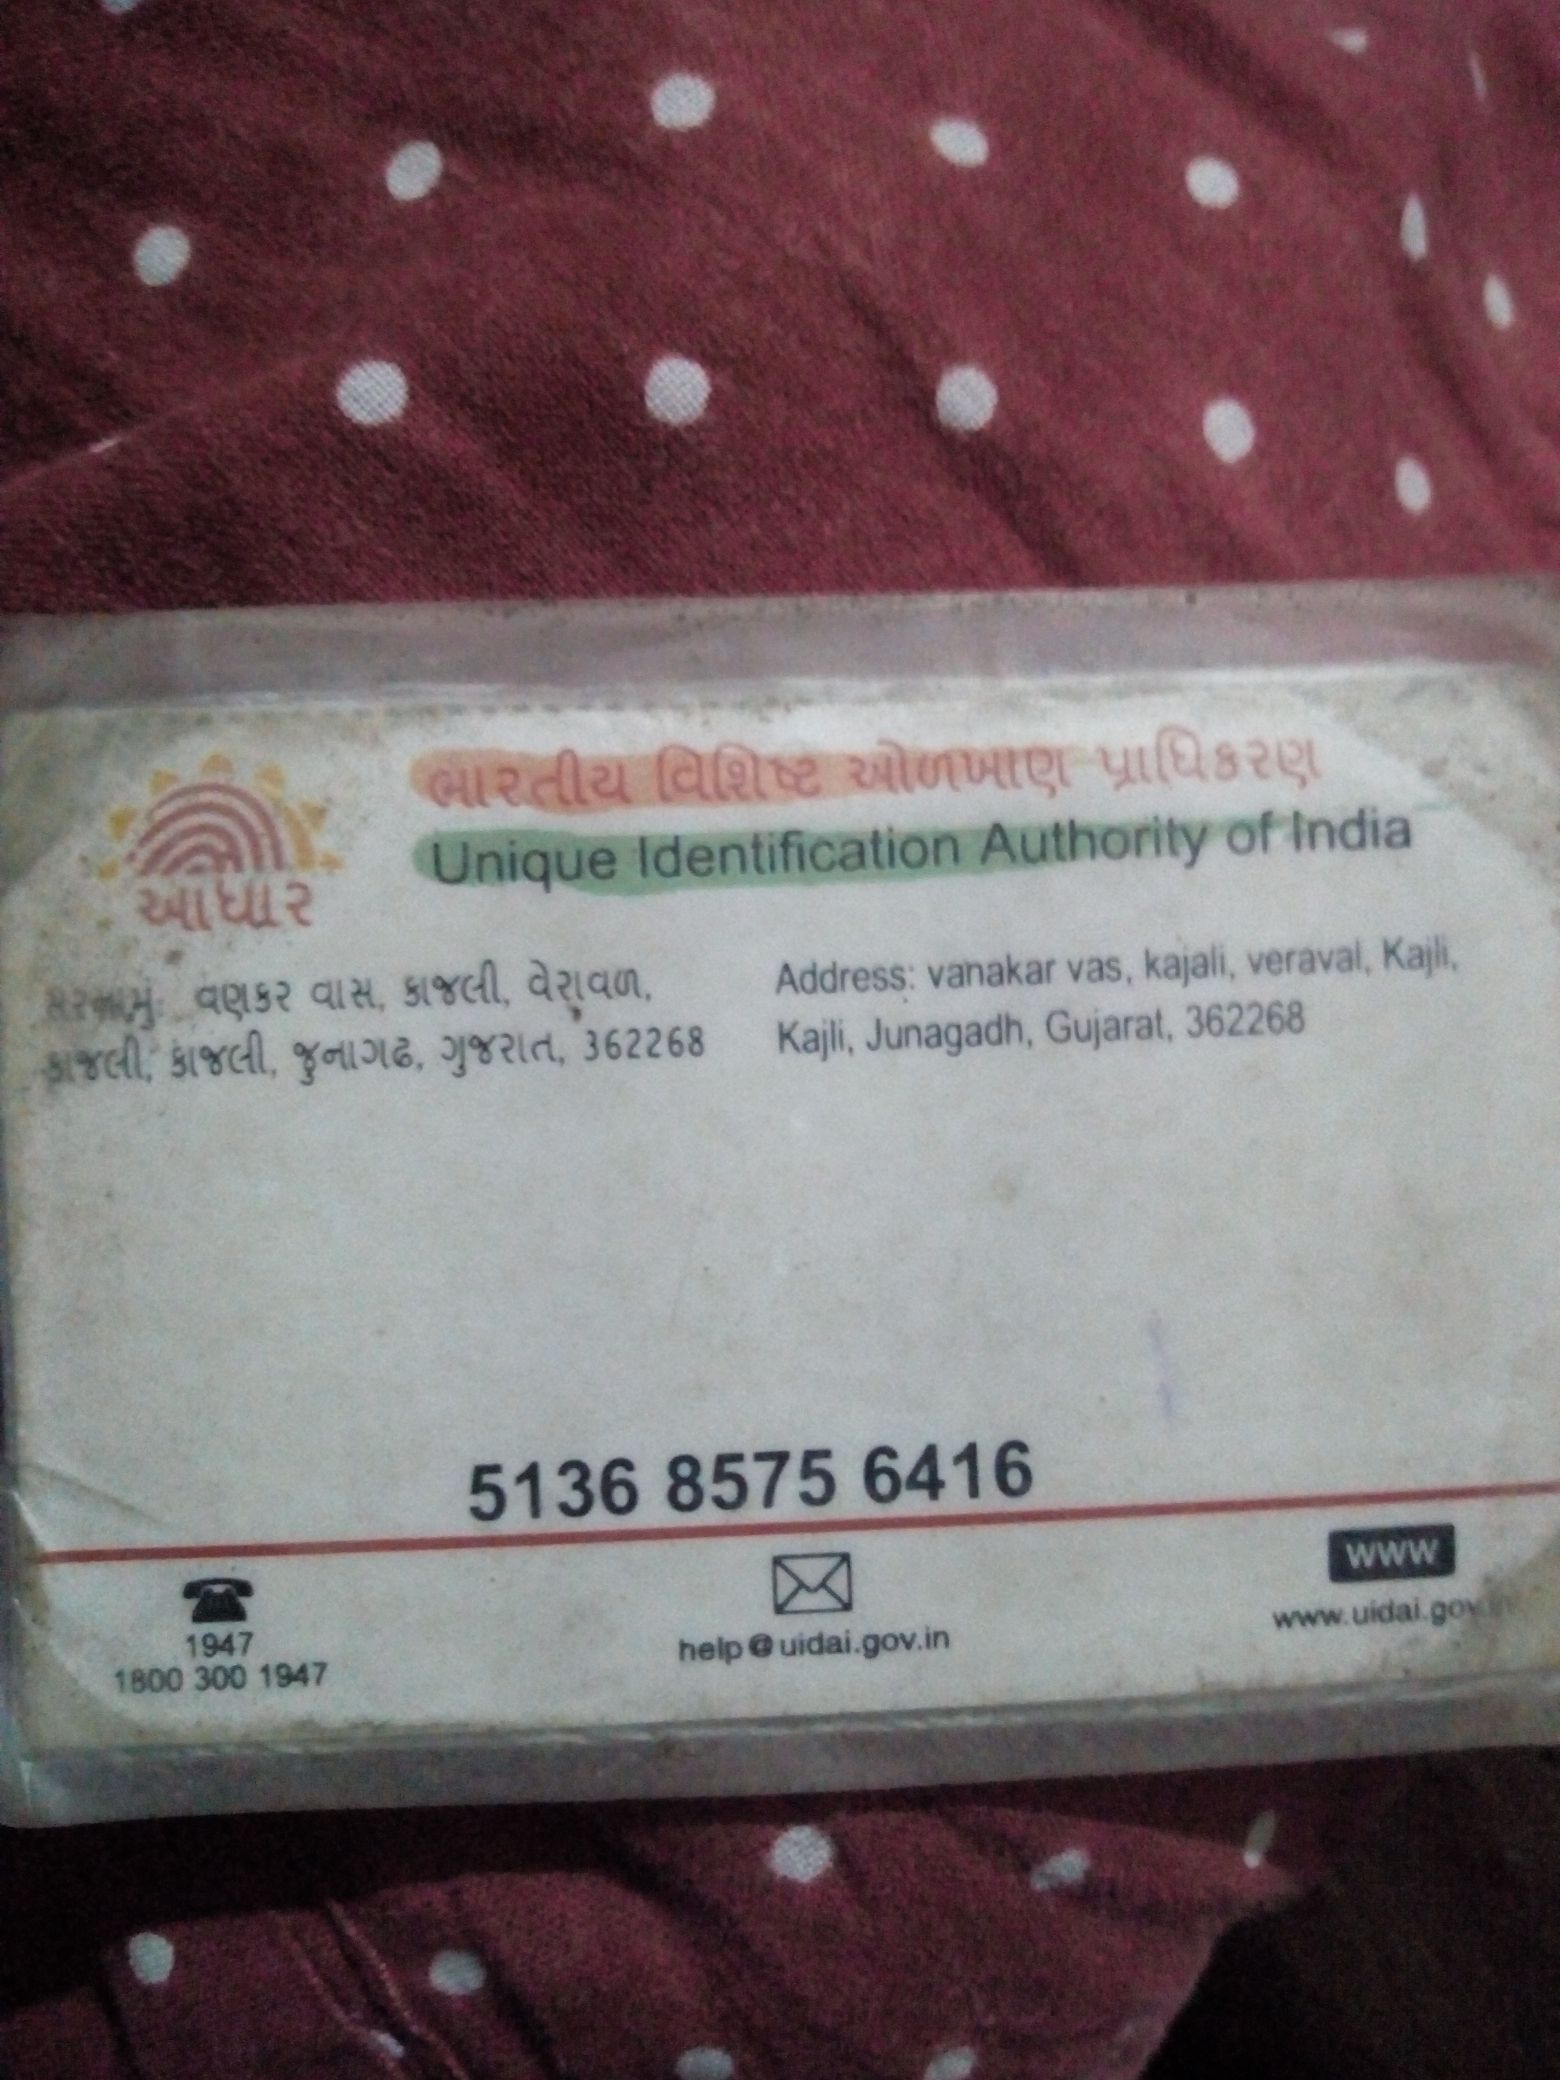 ભારતીય વિશિષ્ટ ઓળખાણ પ્રાધિકરણ
Unique Identification Authority of India
આધાર
સરનામું: વણકર વાસ, કાજલી, વેરાવળ,
કાજલી, કાજલી, જુનાગઢ, ગુજરાત, 362268
Address: vanakar vas, kajali, veraval, Kajli,
Kajli, Junagadh, Gujarat, 362268
5136 8575 6416
1947
1800 300 1947
help@uidai.gov.in
WWW
www.uidai.gov.in